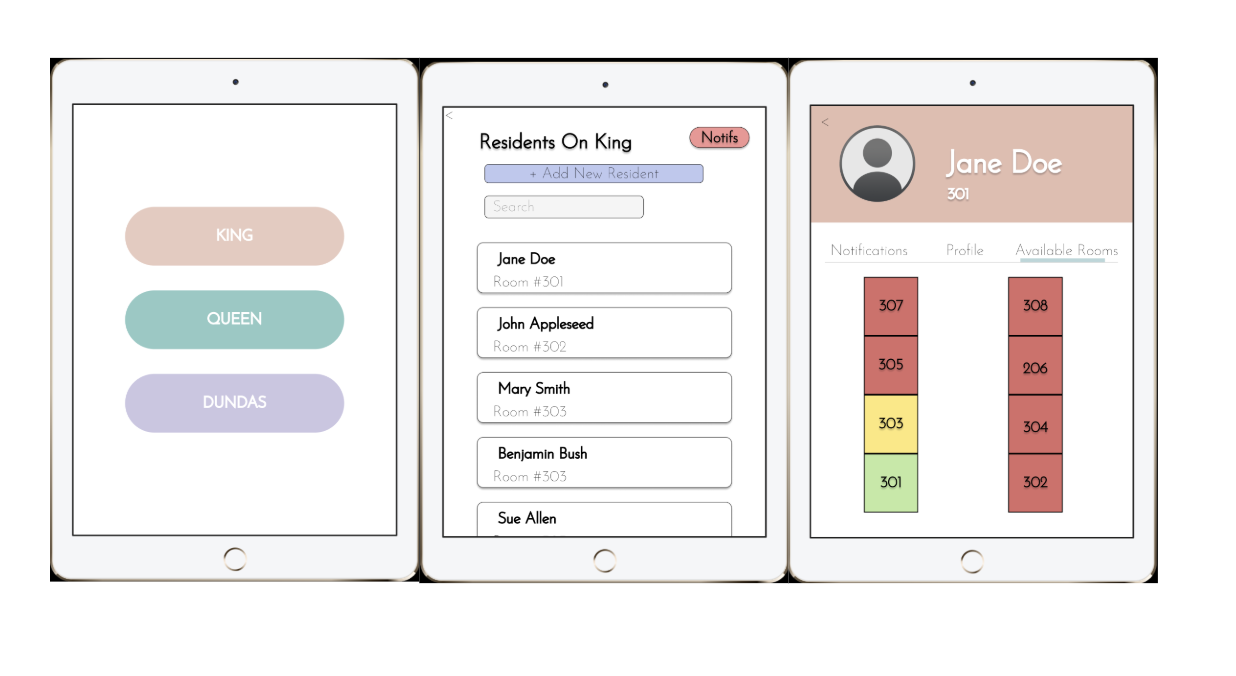 KING
QUEEN
DUNDAS
<
Residents On King
Notifs
+ Add New Resident
Search
Jane Doe
Room #301
John Appleseed
Room #302
Mary Smith
Room #303
Benjamin Bush
Room #303
Sue Allen
<
Jane Doe
301
Notifications Profile Available Rooms
307 308
305 206
303 304
301 302